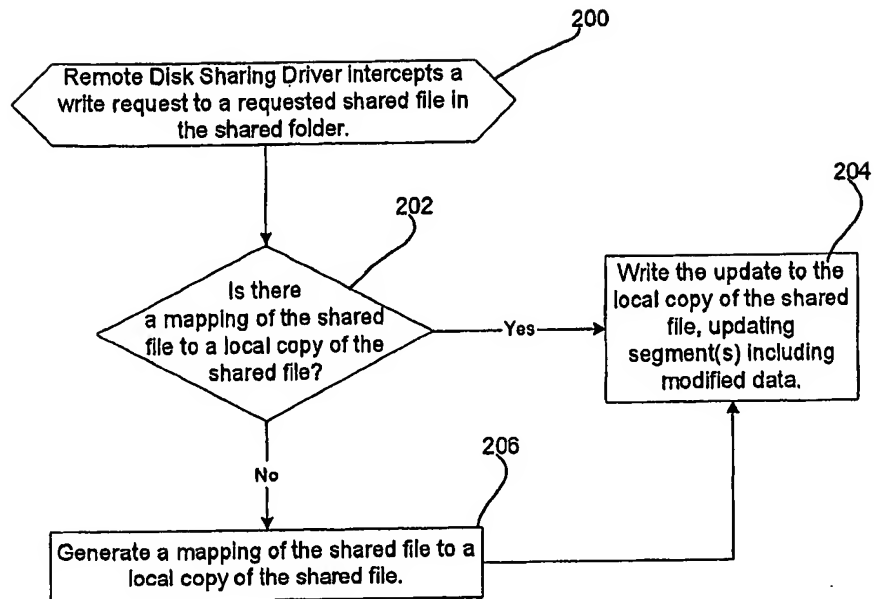 200
Remote Disk Sharing Driver intercepts a
write request to a requested shared file in
the shared folder.
202
Is there
a mapping of the shared
file to a local copy of the
shared file?
Yes
204
Write the update to the
local copy of the shared
file, updating
segment(s) including
modified data.
No
206
Generate a mapping of the shared file to a
local copy of the shared file.